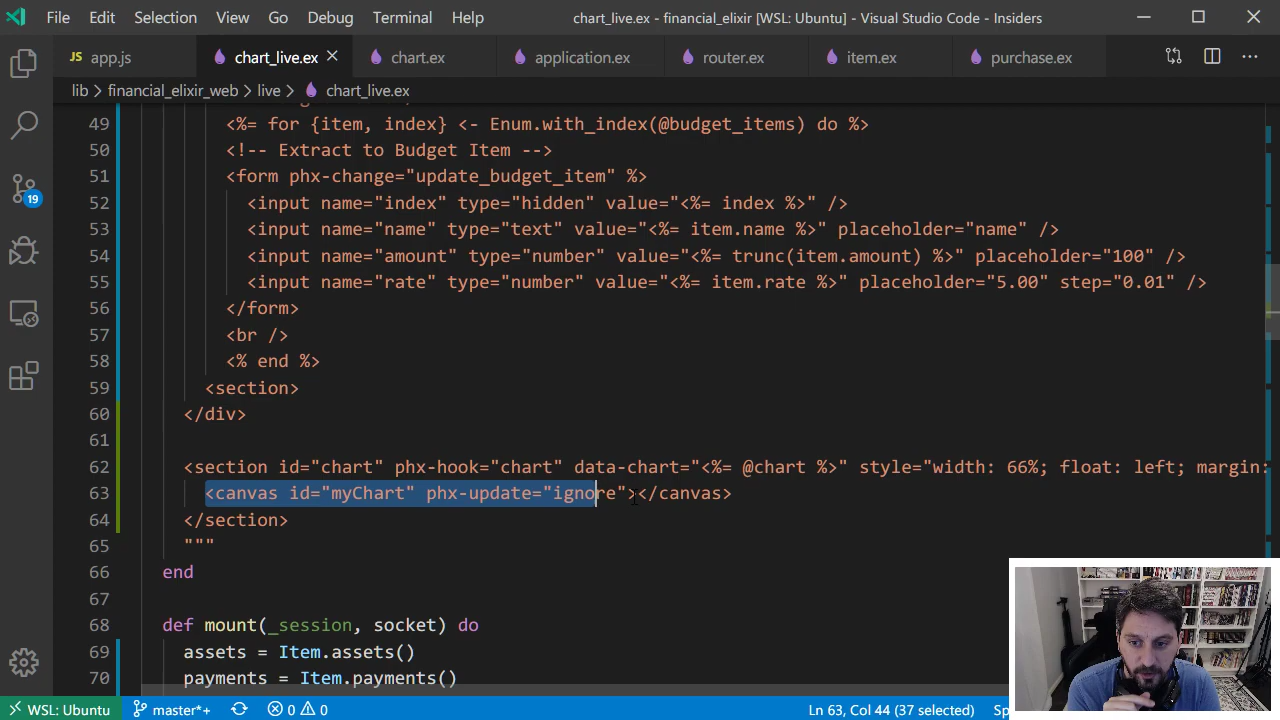 File Edit Selection View Go Debug Terminal Help chart_live.ex - financial_elixir [WSL: Ubuntu] - Visual Studio Code - Insiders
JS app.js chart_live.ex chart.ex application.ex router.ex item.ex purchase.ex
lib > financial_elixir_web > live > chart_live.ex
49 <%= for {item, index} <- Enum.with_index(@budget_items) do %>
50 <!-- Extract to Budget Item -->
51 <form phx-change="update_budget_item" %>
52 <input name="index" type="hidden" value="<%= index %>" />
53 <input name="name" type="text" value="<%= item.name %>" placeholder="name" />
54 <input name="amount" type="number" value="<%= trunc(item.amount) %>" placeholder="100" />
55 <input name="rate" type="number" value="<%= item.rate %>" placeholder="5.00" step="0.01" />
56 </form>
57 <br />
58 <% end %>
59 <section>
60 </div>
61
62 <section id="chart" phx-hook="chart" data-chart="<%= @chart %>" style="width: 66%; float: left; margin:
63 <canvas id="myChart" phx-update="ignore"></canvas>
64 </section>
65 """
66 end
67
68 def mount(_session, socket) do
69 assets = Item.assets()
70 payments = Item.payments()
19
WSL: Ubuntu master*+ 0 0 Ln 63, Col 44 (37 selected) Sp